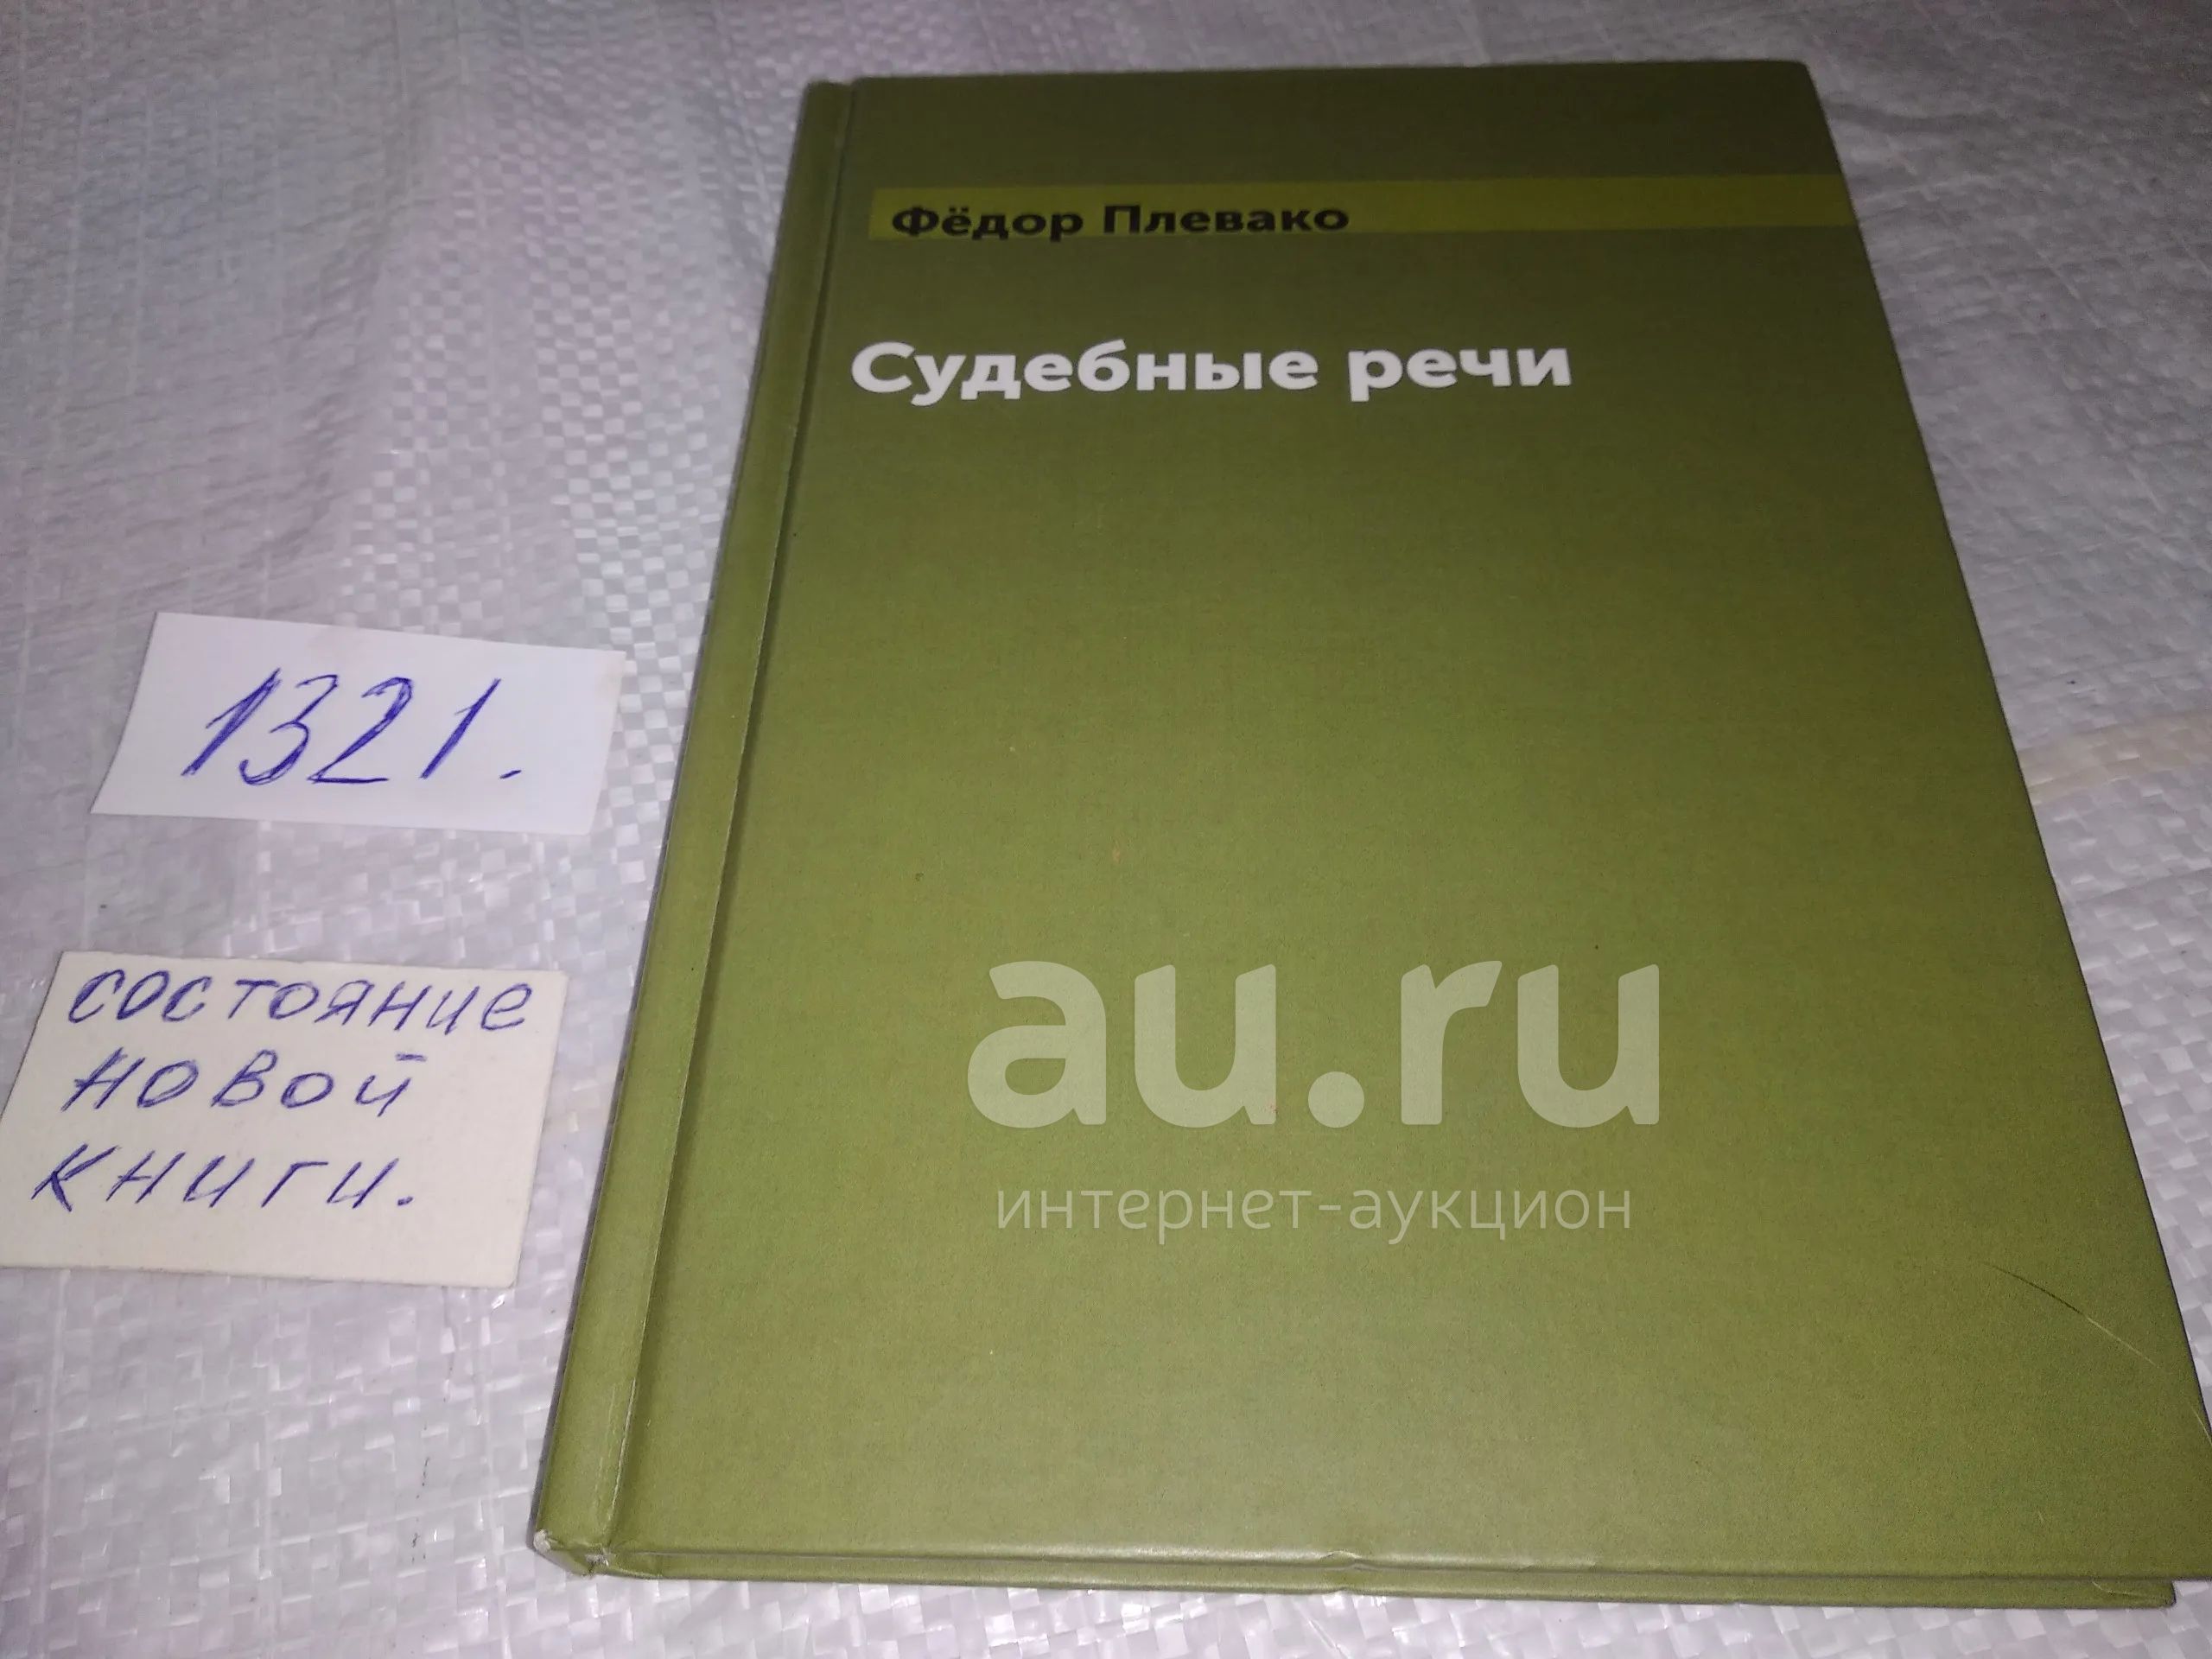 Фёдор Плевако
Судебные речи
1321.
состояние
новой
книги.
au.ru
интернет-аукцион